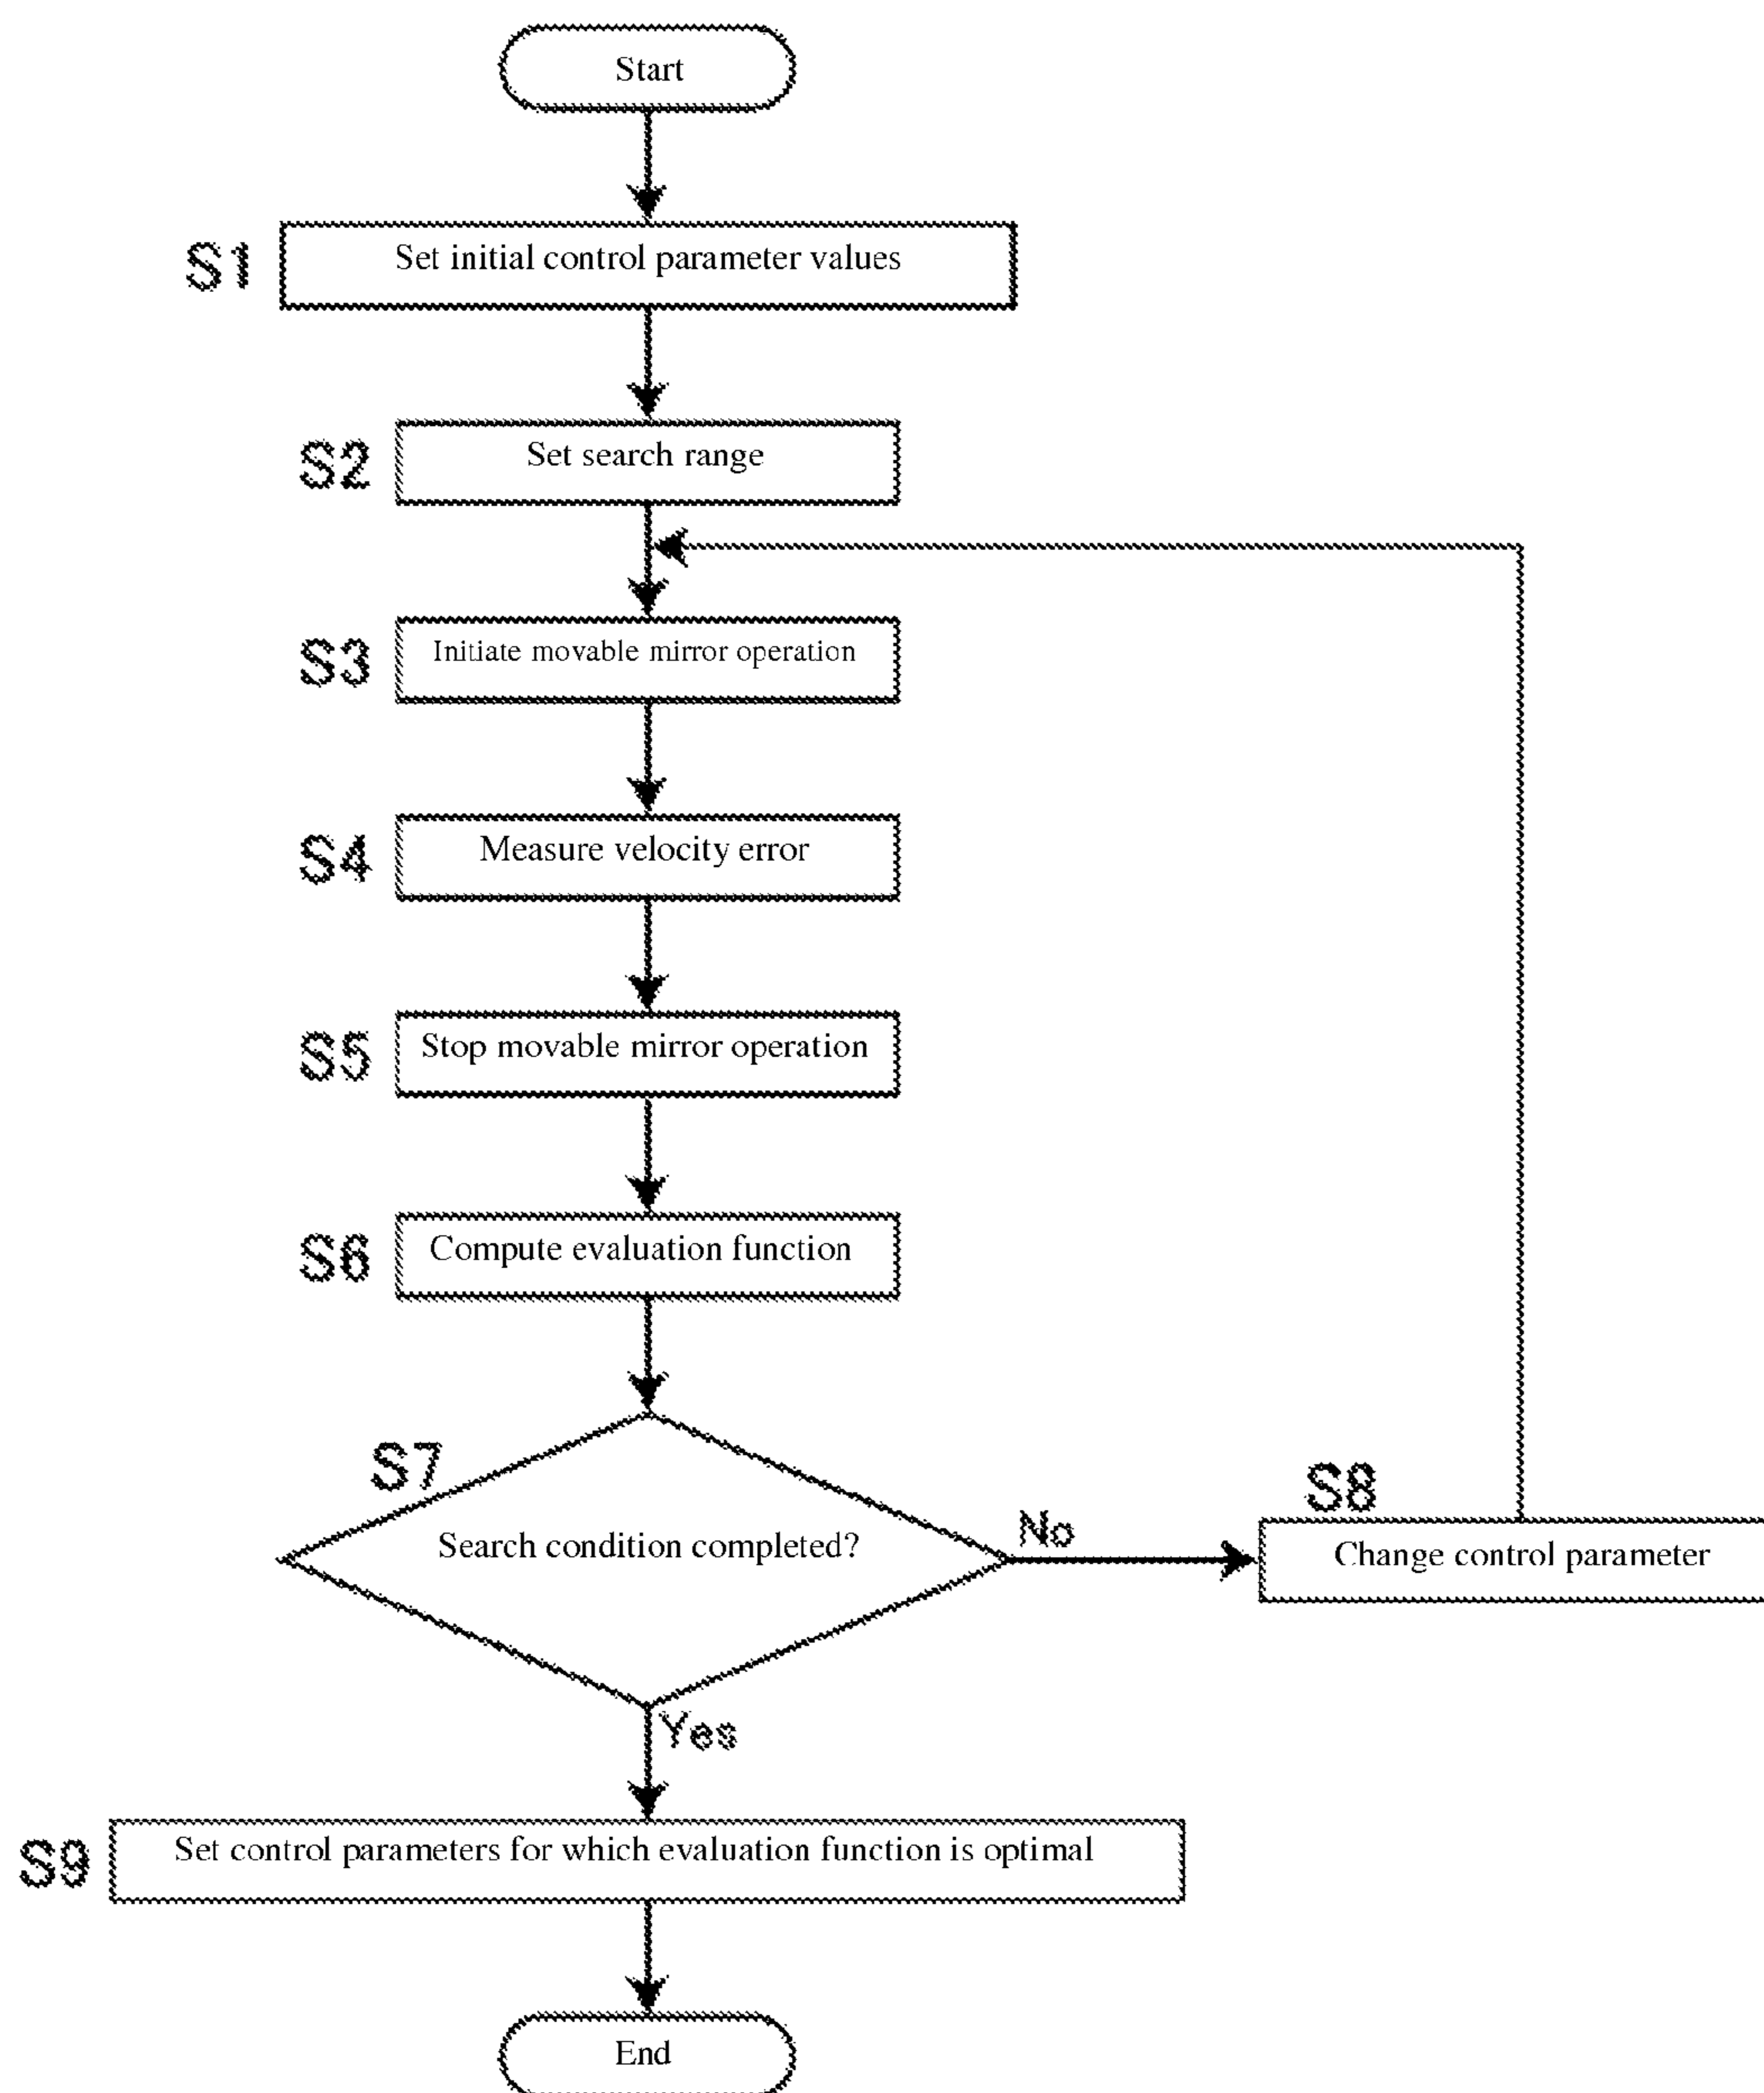 Start
S1
Set initial control parameter values
S2
Set search range
S3
Initiate movable mirror operation
S4
Measure velocity error
S5
Stop movable mirror operation
S6
Compute evaluation function
S7
Search condition completed?
No
S8
Change control parameter
Yes
S9
Set control parameters for which evaluation function is optimal
End